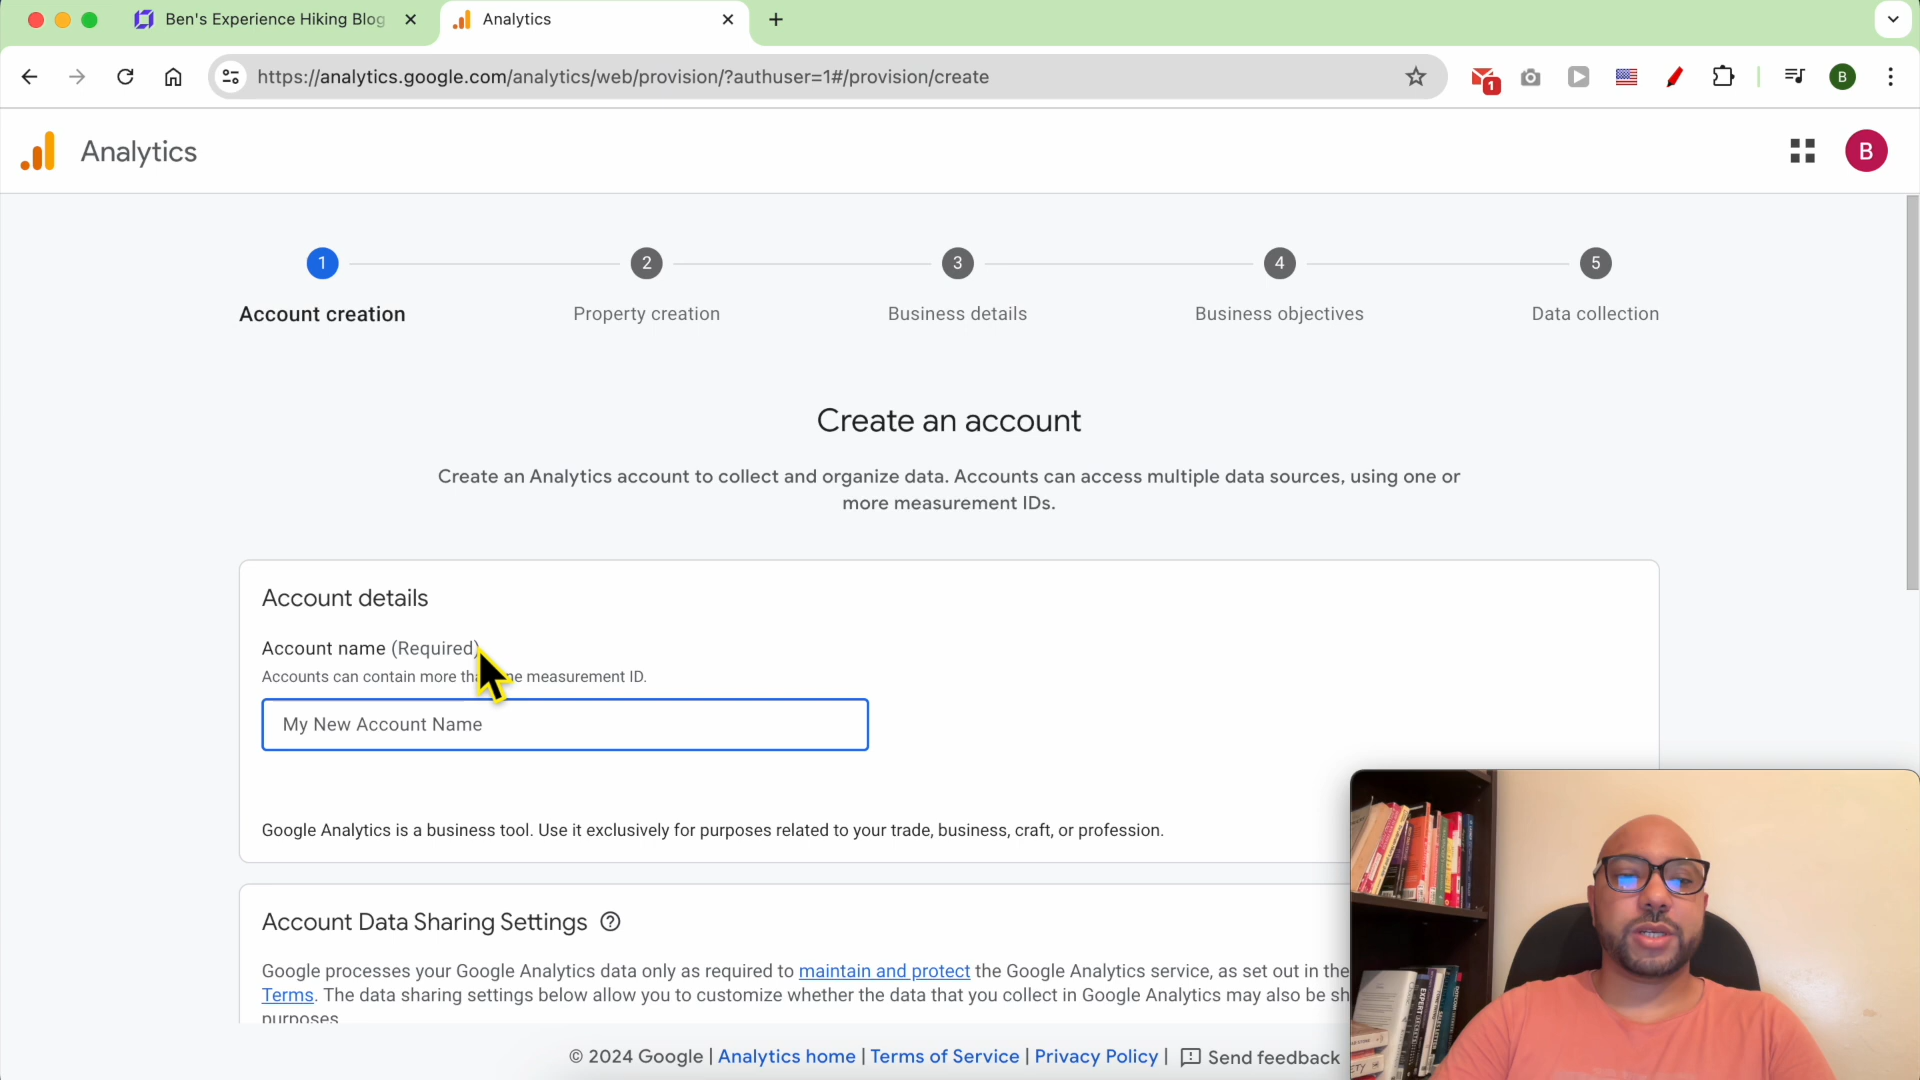 Ben's Experience Hiking Blog
Analytics
https://analytics.google.com/analytics/web/provision/?authuser=1#/provision/create
1
B
Analytics
B
1
2
3
4
5
Account creation
Property creation
Business details
Business objectives
Data collection
Create an account
Create an Analytics account to collect and organize data. Accounts can access multiple data sources, using one or
more measurement IDs.
Account details
Account name (Required)
Accounts can contain more measurement ID.
My New Account Name
Google Analytics is a business tool. Use it exclusively for purposes related to your trade, business, craft, or profession.
Account Data Sharing Settings
Google processes your Google Analytics data only as required to maintain and protect the Google Analytics service, as set out in the
Terms. The data sharing settings below allow you to customize whether the data that you collect in Google Analytics may also be sh
purposes
© 2024 Google | Analytics home | Terms of Service | Privacy Policy | Send feedback
EXPERT